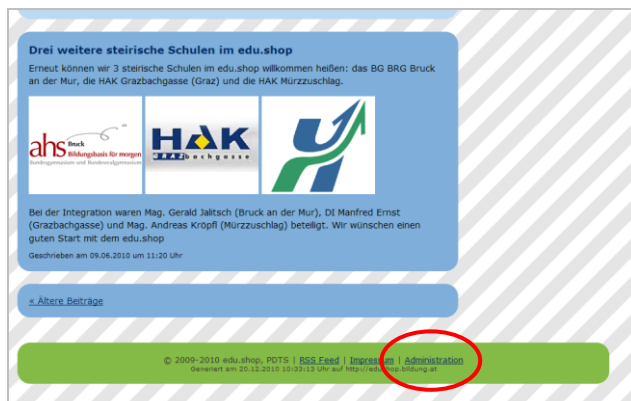 Drei weitere steirische Schulen im edu.shop
Erneut können wir 3 steirische Schulen im edu.shop willkommen heißen: das BG BRG Bruck
an der Mur, die HAK Grazbachgasse (Graz) und die HAK Mürzzuschlag.
ahs Bruck
Bildungsbasis für morgen
Bundesgymnasium und Bundesrealgymnasium
HAK
GRAZbachgasse
Bei der Integration waren Mag. Gerald Jalitsch (Bruck an der Mur), DI Manfred Ernst
(Grazbachgasse) und Mag. Andreas Kröpfl (Mürzzuschlag) beteiligt. Wir wünschen einen
guten Start mit dem edu.shop
Geschrieben am 09.06.2010 um 11:20 Uhr
« Ältere Beiträge
© 2009-2010 edu.shop, PDTS | RSS Feed | Impressum | Administration
Generiert am 20.12.2010 10:33:13 Uhr auf http://edushop.bildung.at